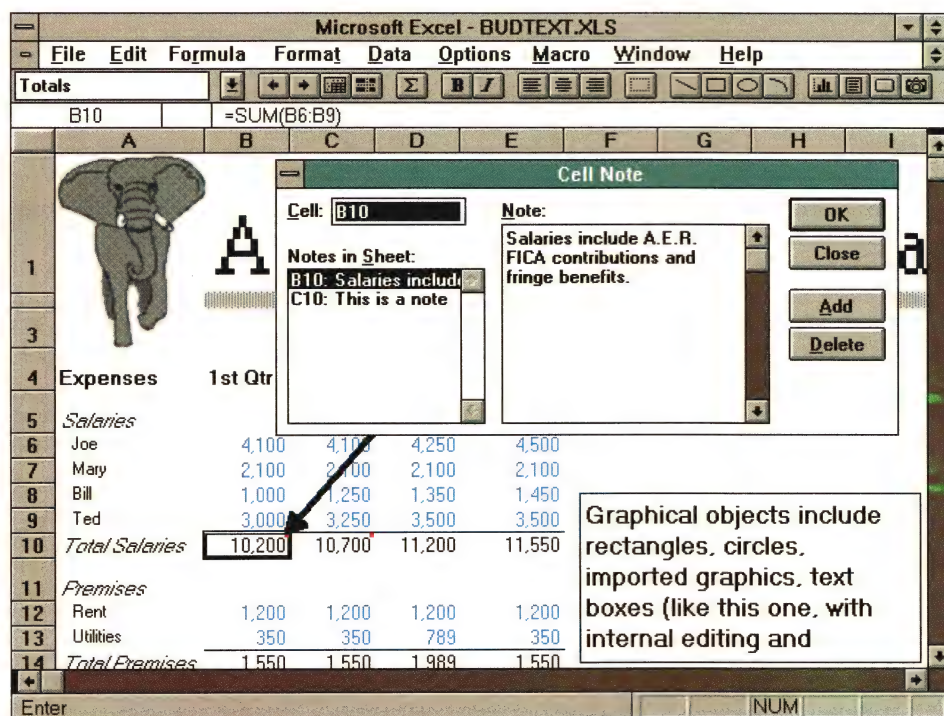 Microsoft Excel - BUDTEXT.XLS
File Edit Formula Format Data Options Macro Window Help
Totals Σ B I
B10 =SUM(B6:B9)
A B C D E F G H I
Cell Note
Cell: B10
Note:
OK
Close
Add
Delete
Notes in Sheet:
B10: Salaries include
C10: This is a note
Salaries include A.E.R.
FICA contributions and
fringe benefits.
1 A a
3
4 Expenses 1st Qtr
5 Salaries
6 Joe 4,100 4,100 4,250 4,500
7 Mary 2,100 2,100 2,100 2,100
8 Bill 1,000 1,250 1,350 1,450
9 Ted 3,000 3,250 3,500 3,500
10 Total Salaries 10,200 10,700 11,200 11,550
11 Premises
12 Rent 1,200 1,200 1,200 1,200
13 Utilities 350 350 789 350
14 Total Premises 1,550 1,550 1,989 1,550
Graphical objects include
rectangles, circles,
imported graphics, text
boxes (like this one, with
internal editing and
Enter NUM